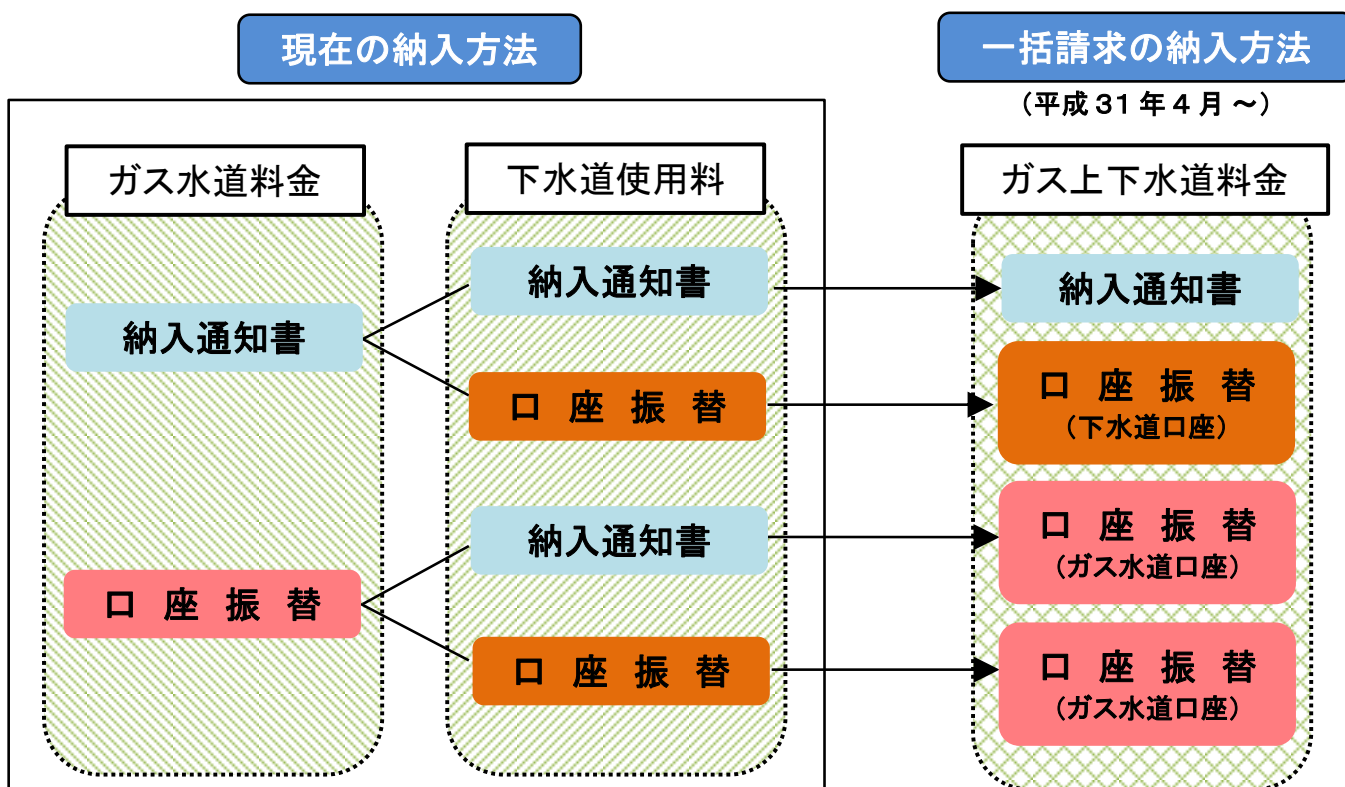 現在の納入方法
一括請求の納入方法
(平成31年4月～)
ガス水道料金
下水道使用料
ガス上下水道料金
納入通知書
納入通知書
口座振替
納入通知書
口座振替
(下水道口座)
口座振替
納入通知書
口座振替
口座振替
(ガス水道口座)
口座振替
(ガス水道口座)